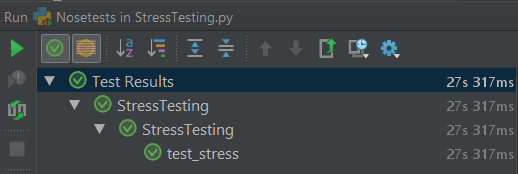 Run Nosetests in StressTesting.py
Test Results 27s 317ms
StressTesting 27s 317ms
StressTesting 27s 317ms
test_stress 27s 317ms